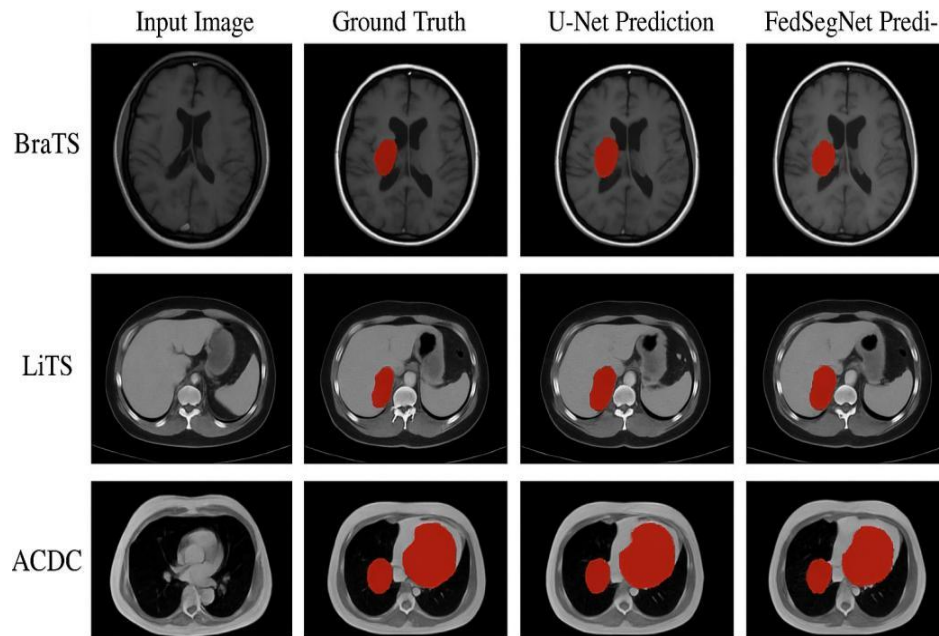 Input Image
Ground Truth
U-Net Prediction
FedSegNet Predi-
BraTS
LiTS
ACDC